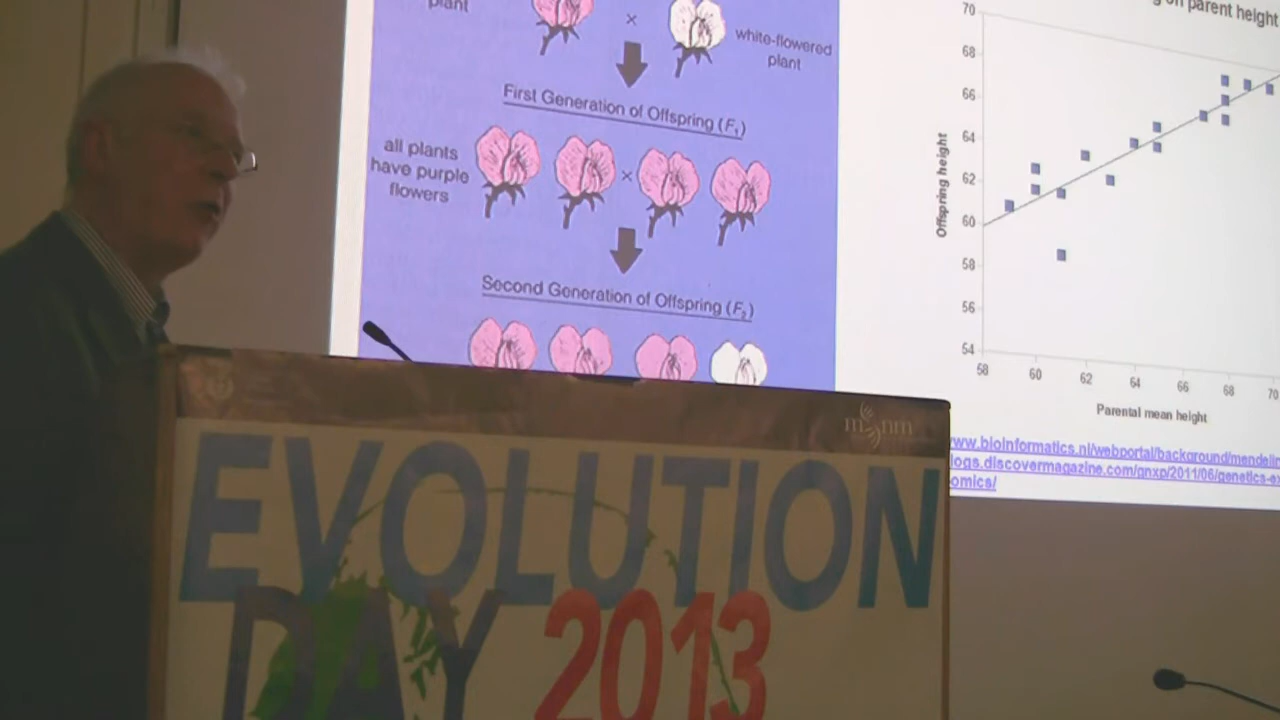 plant
×
white-flowered
plant
First Generation of Offspring (F₁)
all plants
have purple
flowers
×
Second Generation of Offspring (F₂)
on parent height
70
68
66
64
62
60
58
56
54
Offspring height
58 60 62 64 66 68 70
Parental mean height
www.bioinformatics.nl/webportal/background/mendelin
logs.discovermagazine.com/gnxp/2011/06/genetics-ex
omics/
EVOLUTION
DAY 2013